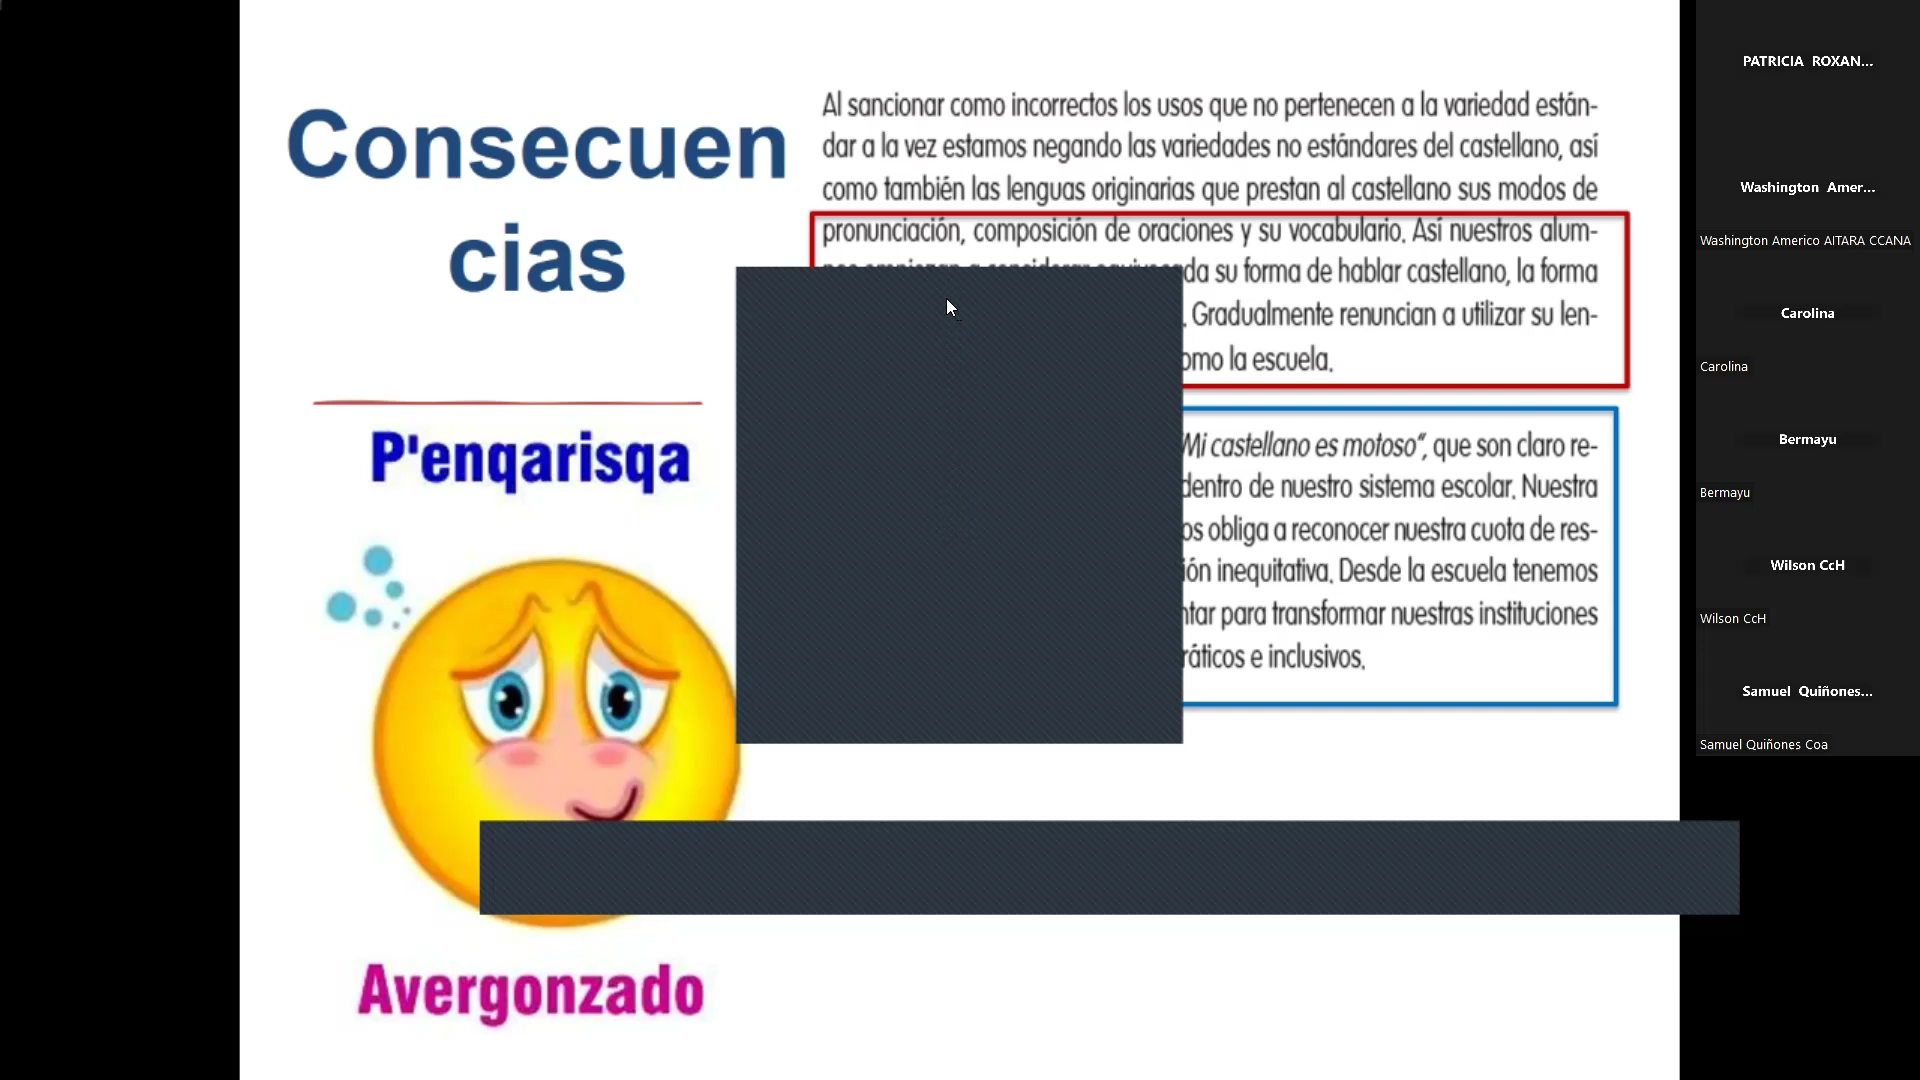 Consecuen
cias
P'enqarisqa
Avergonzado
Al sancionar como incorrectos los usos que no pertenecen a la variedad están-
dar a la vez estamos negando las variedades no estándares del castellano, así
como también las lenguas originarias que prestan al castellano sus modos de
pronunciación, composición de oraciones y su vocabulario. Así nuestros alum-
su forma de hablar castellano, la forma
. Gradualmente renuncian a utilizar su len-
la escuela.
Mi castellano es motoso", que son claro re-
dentro de nuestro sistema escolar. Nuestra
obliga a reconocer nuestra cuota de res-
inequitativa. Desde la escuela tenemos
para transformar nuestras instituciones
e inclusivos.
PATRICIA ROXAN...
Washington Amer...
Washington Americo AITARA CCANA
Carolina
Carolina
Bermayu
Bermayu
Wilson CcH
Wilson CcH
Samuel Quiñones...
Samuel Quiñones Coa